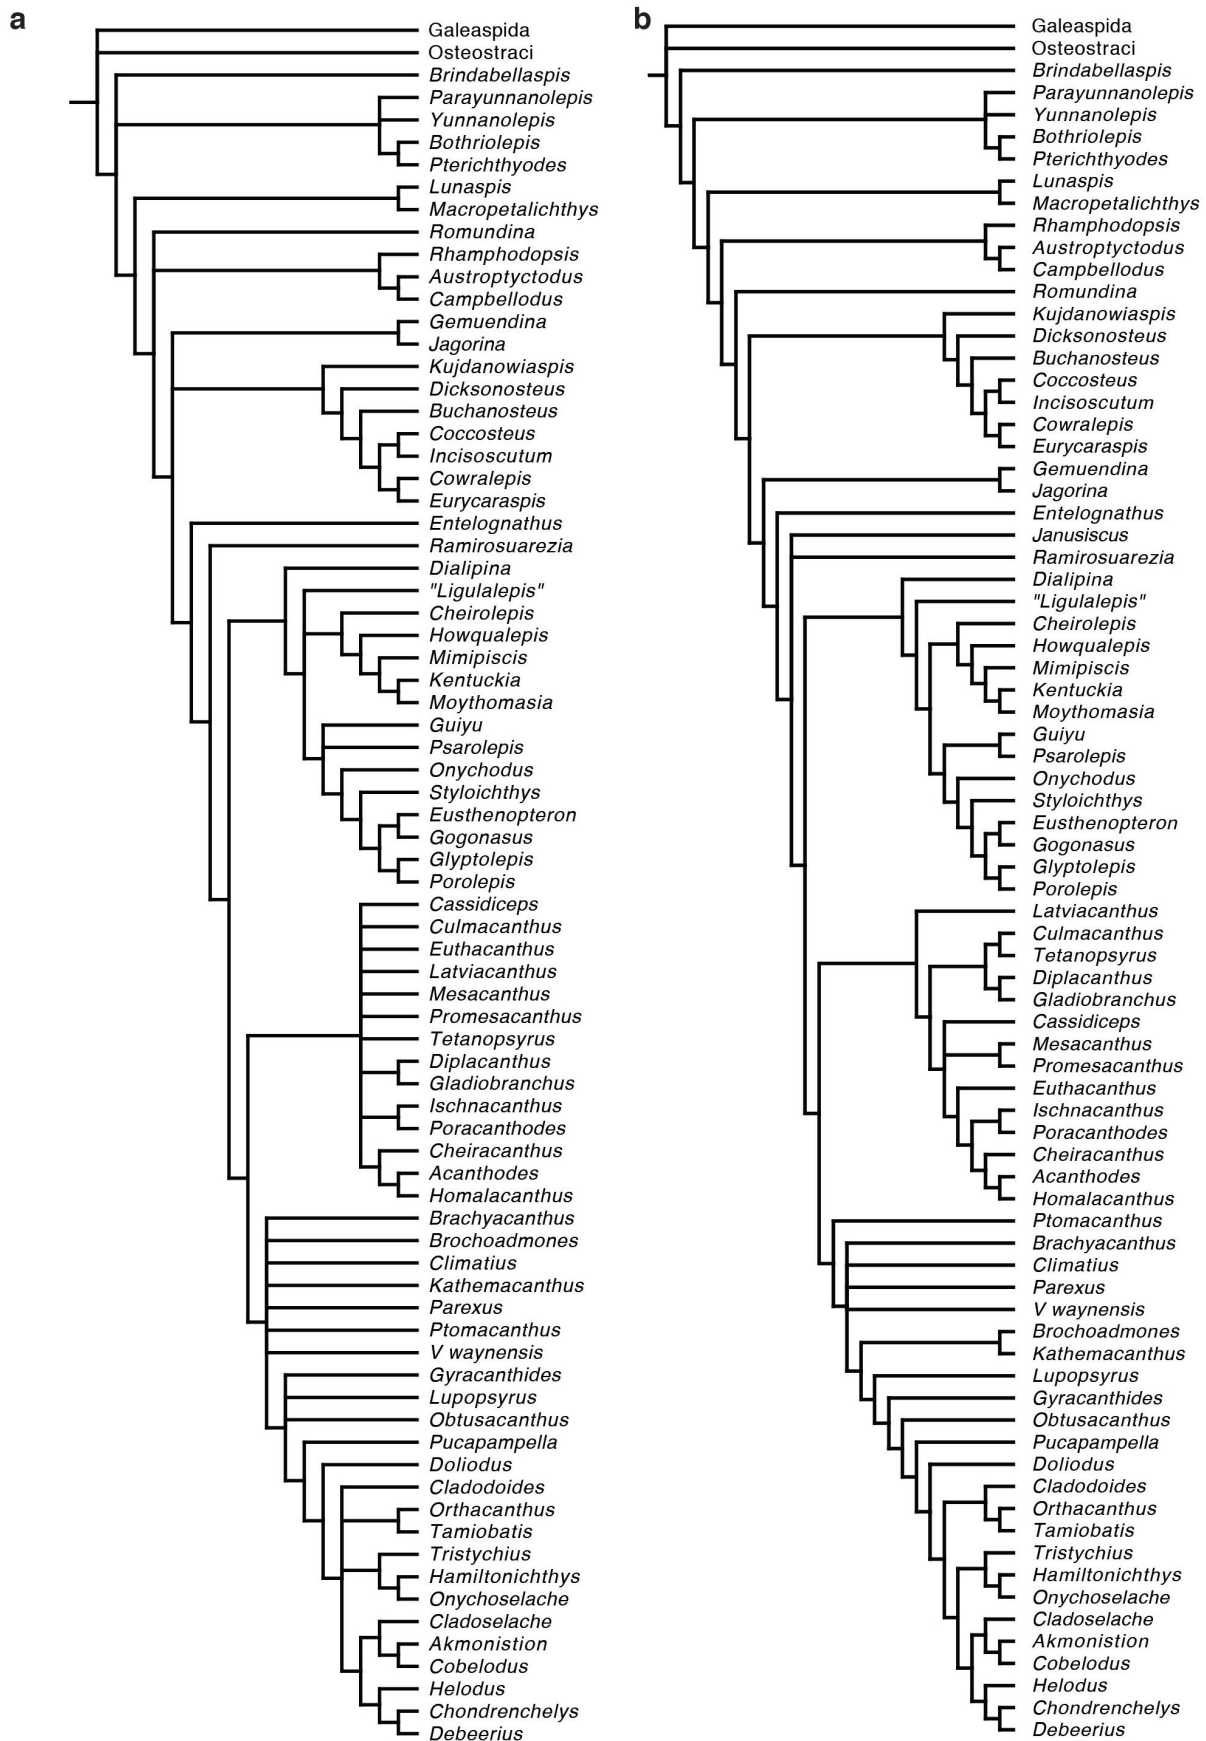 a
Galeaspida
Osteostraci
Brindabellaspis
Parayunnanolepis
Yunnanolepis
Bothriolepis
Pterichthyodes
Lunaspis
Macropetalichthys
Romundina
Rhamphodopsis
Austroptyctodus
Campbellodus
Gemuendina
Jagorina
Kujdanowiaspis
Dicksonosteus
Buchanosteus
Coccosteus
Incisoscutum
Cowralepis
Eurycaraspis
Entelognathus
Ramirosuarezia
Dialipina
"Ligulalepis"
Cheirolepis
Howqualepis
Mimipiscis
Kentuckia
Moythomasia
Guiyu
Psarolepis
Onychodus
Styloichthys
Eusthenopteron
Gogonasus
Glyptolepis
Porolepis
Cassidiceps
Culmacanthus
Euthacanthus
Latviacanthus
Mesacanthus
Promesacanthus
Tetanopsyrus
Diplacanthus
Gladiobranchus
Ischnacanthus
Poracanthodes
Cheiracanthus
Acanthodes
Homalacanthus
Brachyacanthus
Brochoadmones
Climatius
Kathemacanthus
Parexus
Ptomacanthus
V waynensis
Gyracanthides
Lupopsyrus
Obtusacanthus
Pucapampella
Doliodus
Cladodoides
Orthacanthus
Tamiobatis
Tristychius
Hamiltonichthys
Onychoselache
Cladoselache
Akmonistion
Cobelodus
Helodus
Chondrenchelys
Debeerius
b
Galeaspida
Osteostraci
Brindabellaspis
Parayunnanolepis
Yunnanolepis
Bothriolepis
Pterichthyodes
Lunaspis
Macropetalichthys
Rhamphodopsis
Austroptyctodus
Campbellodus
Romundina
Kujdanowiaspis
Dicksonosteus
Buchanosteus
Coccosteus
Incisoscutum
Cowralepis
Eurycaraspis
Gemuendina
Jagorina
Entelognathus
Janusiscus
Ramirosuarezia
Dialipina
"Ligulalepis"
Cheirolepis
Howqualepis
Mimipiscis
Kentuckia
Moythomasia
Guiyu
Psarolepis
Onychodus
Styloichthys
Eusthenopteron
Gogonasus
Glyptolepis
Porolepis
Latviacanthus
Culmacanthus
Tetanopsyrus
Diplacanthus
Gladiobranchus
Cassidiceps
Mesacanthus
Promesacanthus
Euthacanthus
Ischnacanthus
Poracanthodes
Cheiracanthus
Acanthodes
Homalacanthus
Ptomacanthus
Brachyacanthus
Climatius
Parexus
V waynensis
Brochoadmones
Kathemacanthus
Lupopsyrus
Gyracanthides
Obtusacanthus
Pucapampella
Doliodus
Cladodoides
Orthacanthus
Tamiobatis
Tristychius
Hamiltonichthys
Onychoselache
Cladoselache
Akmonistion
Cobelodus
Helodus
Chondrenchelys
Debeerius